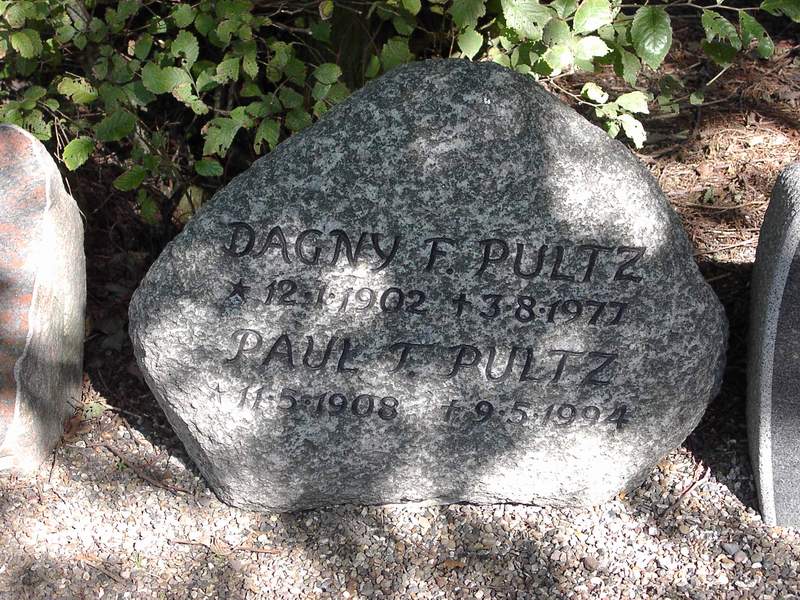 DAGNY F. PULTZ
* 12·1·1902 † 3·8·1977
PAUL T. PULTZ
* 11·5·1908 † 9·5·1994